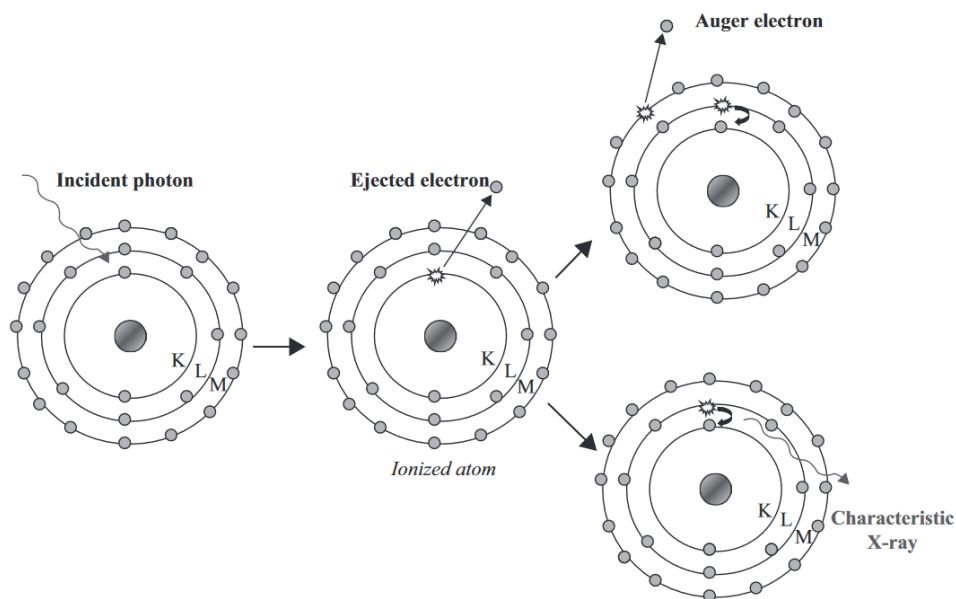 Auger electron
Incident photon
Ejected electron
K
L
M
K
L
M
K
L
M
Ionized atom
K
L
M
Characteristic
X-ray